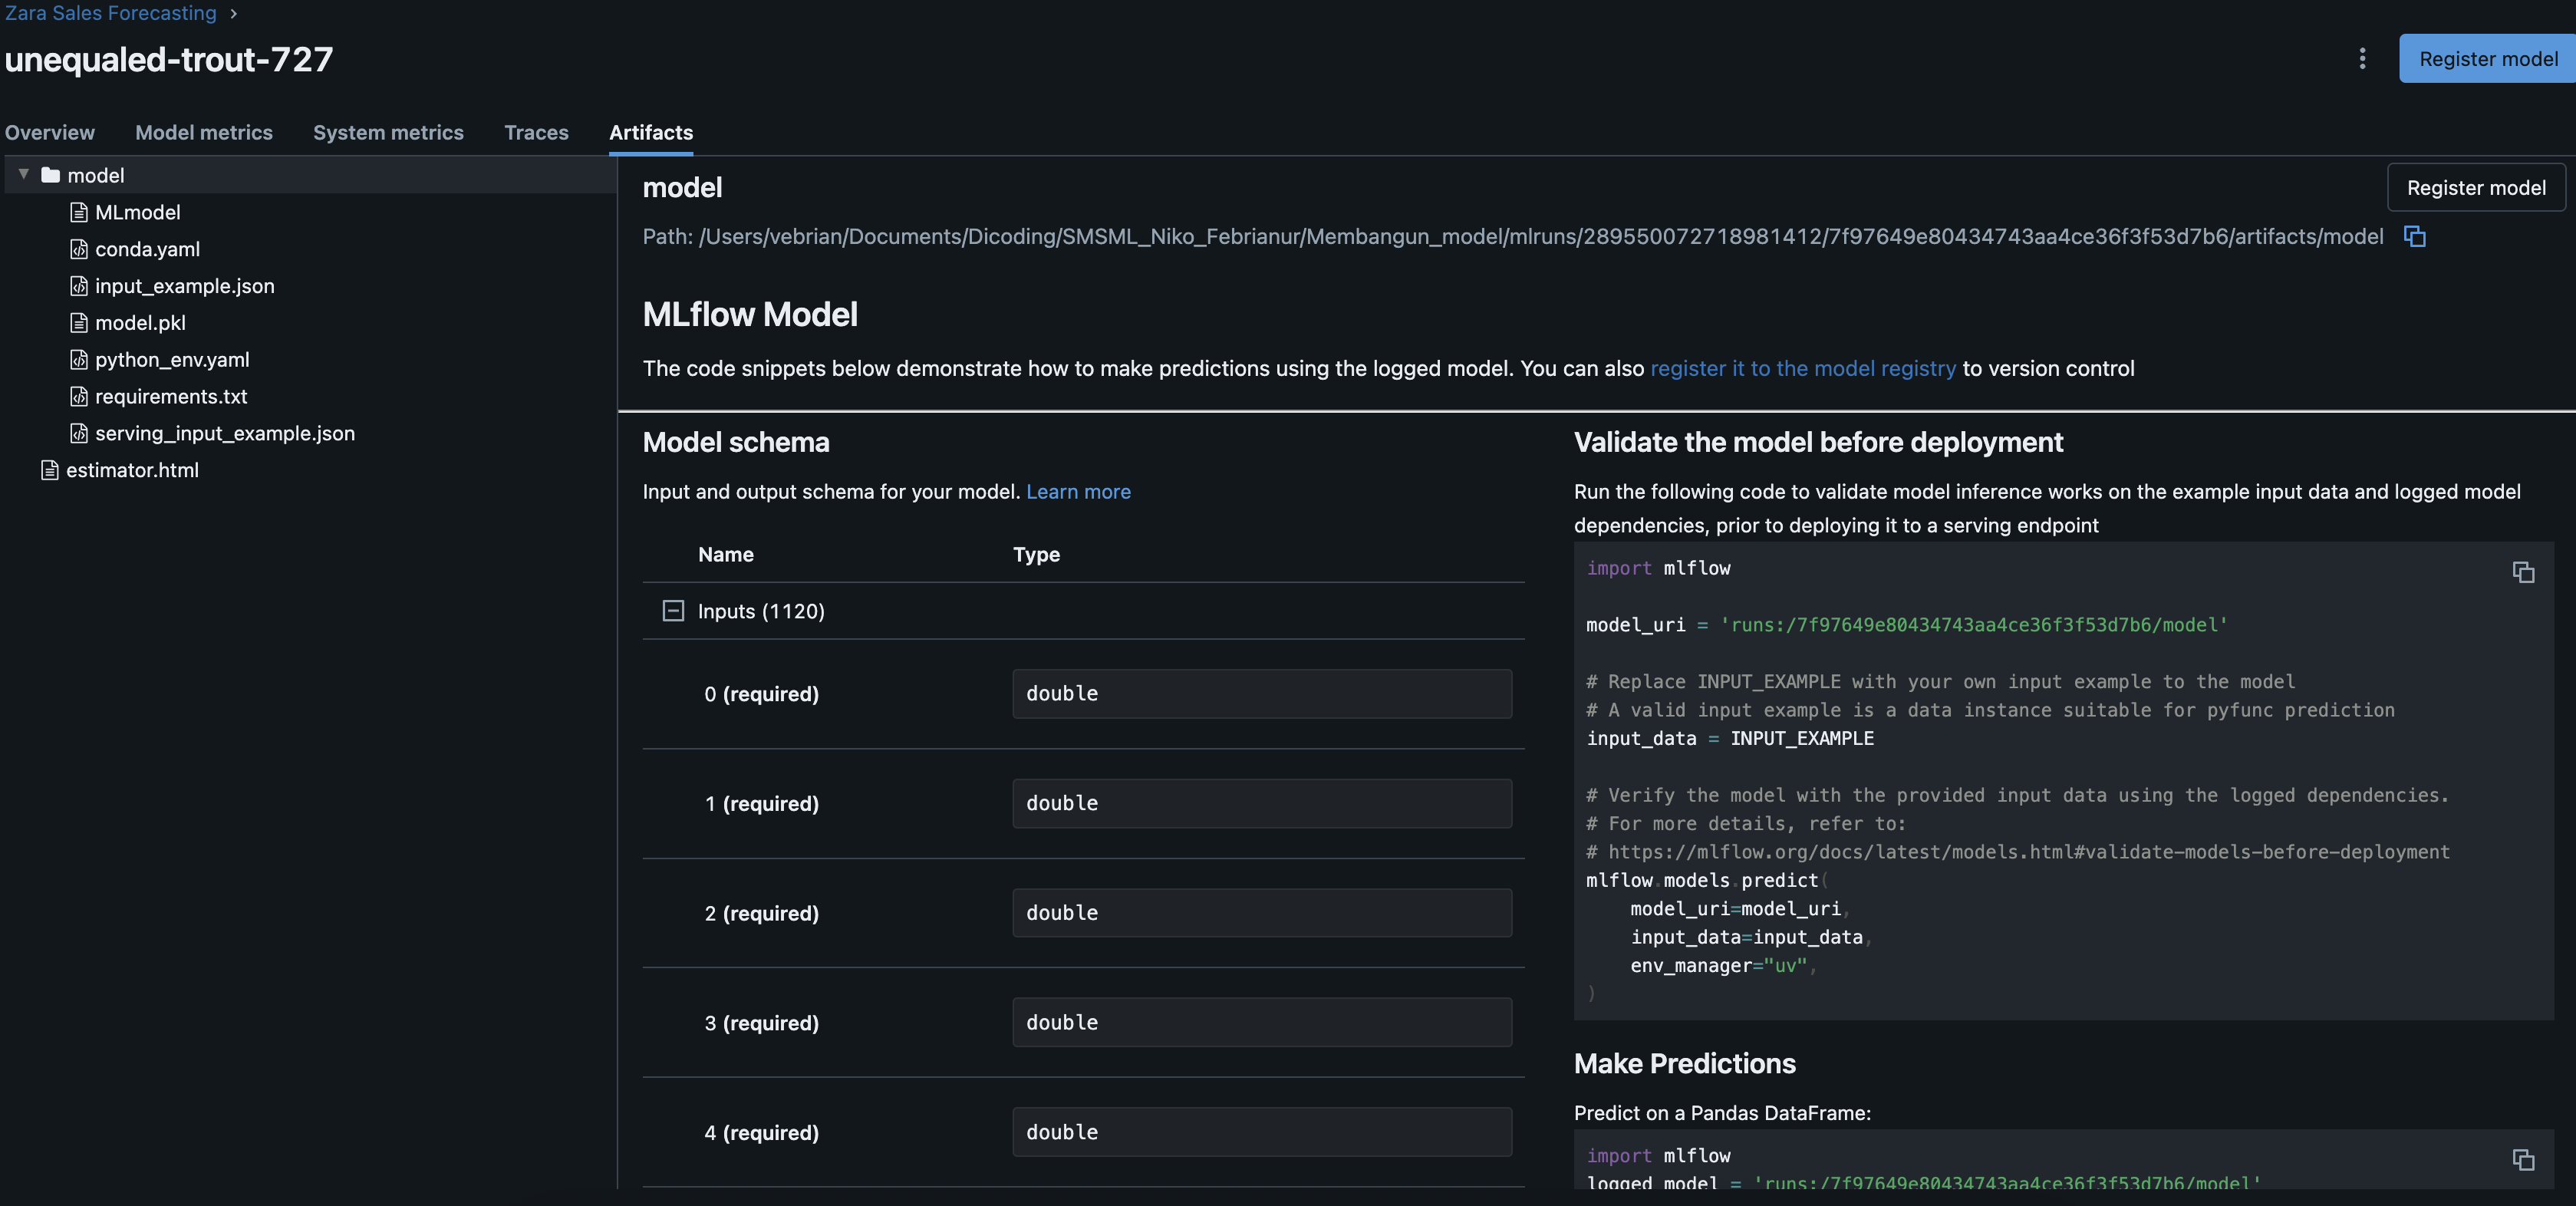 Zara Sales Forecasting
unequaled-trout-727
Register model
Overview Model metrics System metrics Traces Artifacts
model
MLmodel
conda.yaml
input_example.json
model.pkl
python_env.yaml
requirements.txt
serving_input_example.json
estimator.html
model
Register model
Path: /Users/vebrian/Documents/Dicoding/SMSML_Niko_Febrianur/Membangun_model/mlruns/289550072718981412/7f97649e80434743aa4ce36f3f53d7b6/artifacts/model
MLflow Model
The code snippets below demonstrate how to make predictions using the logged model. You can also register it to the model registry to version control
Model schema
Input and output schema for your model. Learn more
Name Type
Inputs (1120)
0 (required) double
1 (required) double
2 (required) double
3 (required) double
4 (required) double
Validate the model before deployment
Run the following code to validate model inference works on the example input data and logged model
dependencies, prior to deploying it to a serving endpoint
import mlflow
model_uri = 'runs:/7f97649e80434743aa4ce36f3f53d7b6/model'
# Replace INPUT_EXAMPLE with your own input example to the model
# A valid input example is a data instance suitable for pyfunc prediction
input_data = INPUT_EXAMPLE
# Verify the model with the provided input data using the logged dependencies.
# For more details, refer to:
# https://mlflow.org/docs/latest/models.html#validate-models-before-deployment
mlflow.models.predict(
model_uri=model_uri,
input_data=input_data,
env_manager="uv",
)
Make Predictions
Predict on a Pandas DataFrame:
import mlflow
logged_model = 'runs:/7f97649e80434743aa4ce36f3f53d7b6/model'